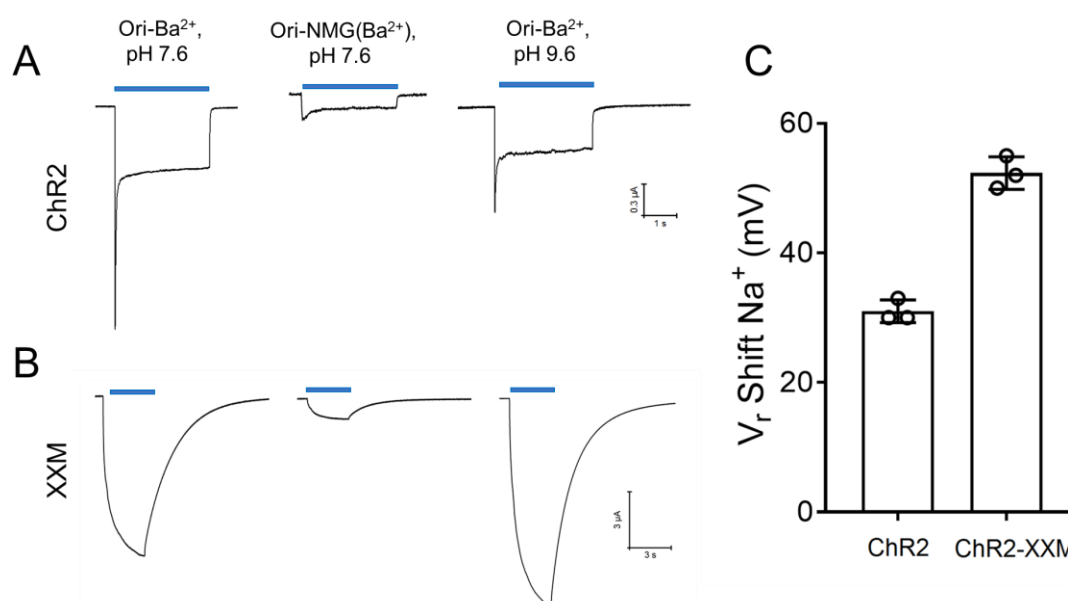 Ori-Ba²⁺,
pH 7.6
Ori-NMG(Ba²⁺),
pH 7.6
Ori-Ba²⁺,
pH 9.6
A
ChR2
0.3 µA
1 s
B
XXM
3 µA
3 s
C
Vᵣ Shift Na⁺ (mV)
60
40
20
0
ChR2
ChR2-XXM